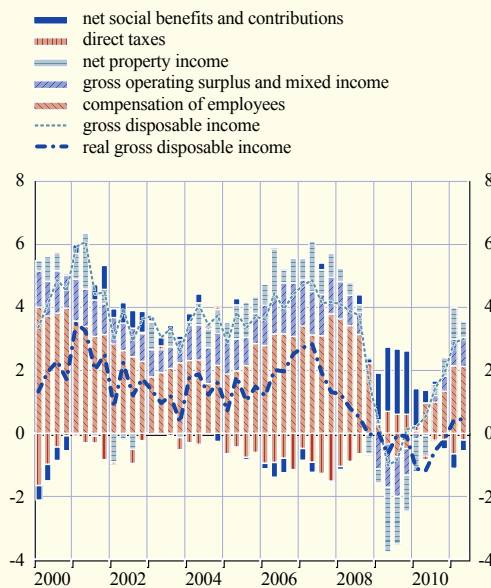 net social benefits and contributions
direct taxes
net property income
gross operating surplus and mixed income
compensation of employees
gross disposable income
real gross disposable income
8 8
6 6
4 4
2 2
0 0
-2 -2
-4 -4
2000 2002 2004 2006 2008 2010